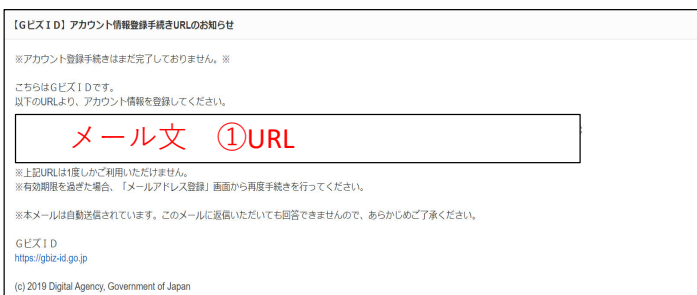 【GビズＩＤ】アカウント情報登録手続きURLのお知らせ
※アカウント登録手続きはまだ完了しておりません。※
こちらはＧビズＩＤです。
以下のURLより、アカウント情報を登録してください。
メール文　①URL
※上記URLは1度しかご利用いただけません。
※有効期限を過ぎた場合、「メールアドレス登録」画面から再度手続きを行ってください。
※本メールは自動送信されています。このメールに返信いただいても回答できませんので、あらかじめご了承ください。
ＧビズＩＤ
https://gbiz-id.go.jp
(c) 2019 Digital Agency, Government of Japan